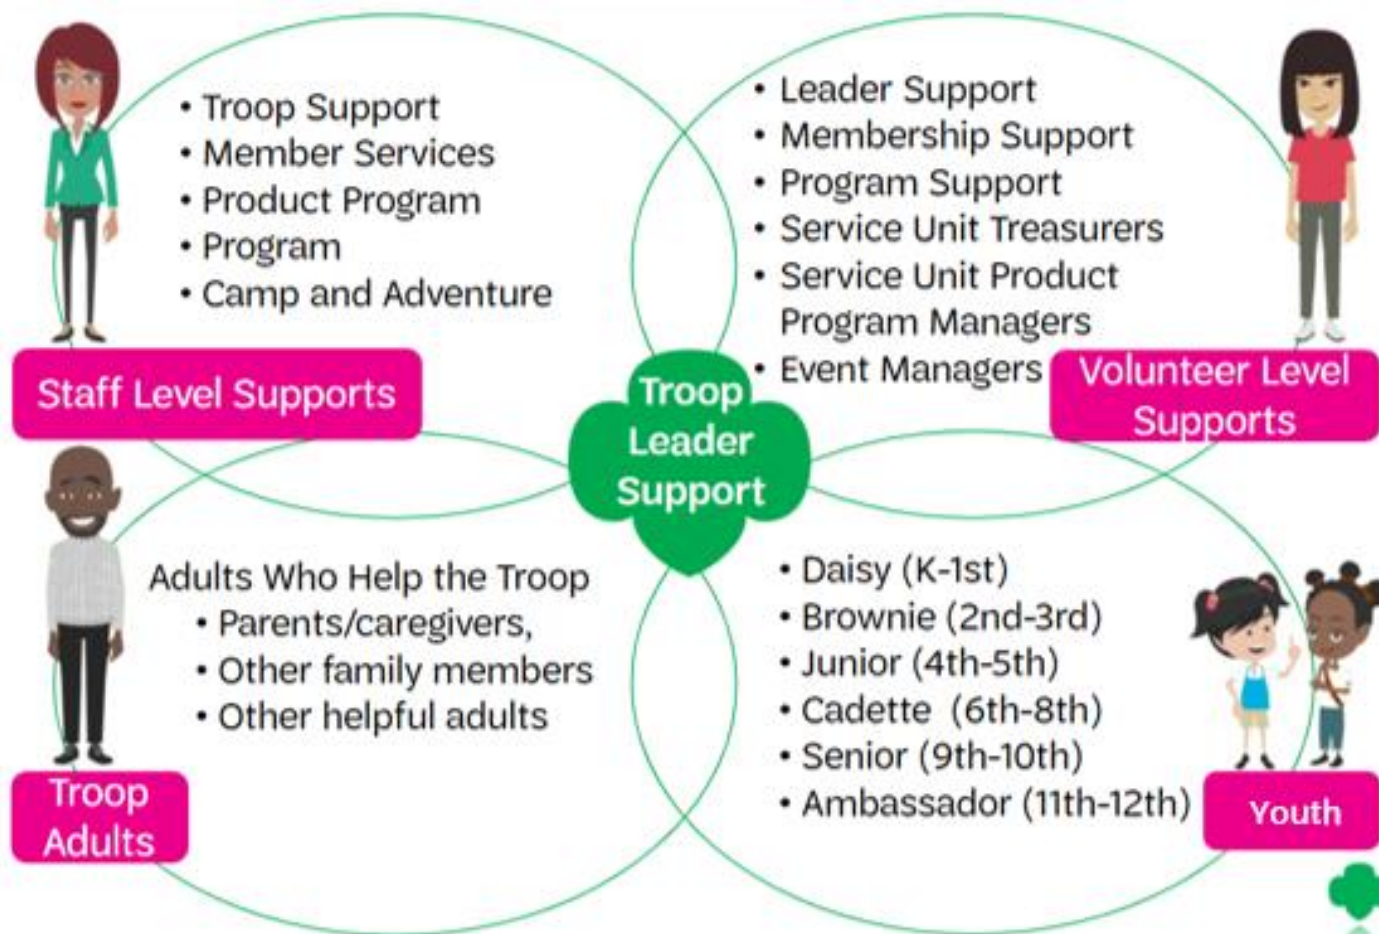 • Troop Support
• Member Services
• Product Program
• Program
• Camp and Adventure
Staff Level Supports
• Leader Support
• Membership Support
• Program Support
• Service Unit Treasurers
• Service Unit Product
Program Managers
• Event Managers
Volunteer Level
Supports
Troop
Leader
Support
Adults Who Help the Troop
• Parents/caregivers,
• Other family members
• Other helpful adults
Troop
Adults
• Daisy (K-1st)
• Brownie (2nd-3rd)
• Junior (4th-5th)
• Cadette (6th-8th)
• Senior (9th-10th)
• Ambassador (11th-12th)
Youth